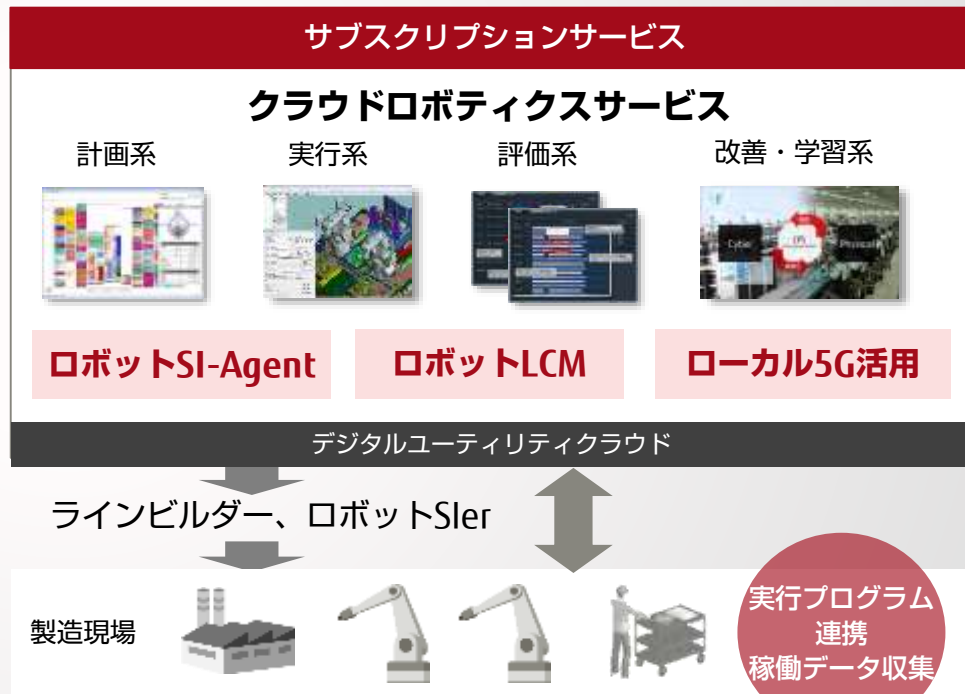 サブスクリプションサービス
クラウドロボティクスサービス
計画系
実行系
評価系
改善・学習系
Cyber
Physical
ロボットSI-Agent
ロボットLCM
ローカル5G活用
デジタルユーティリティクラウド
ラインビルダー、ロボットSIer
製造現場
実行プログラム
連携
稼働データ収集